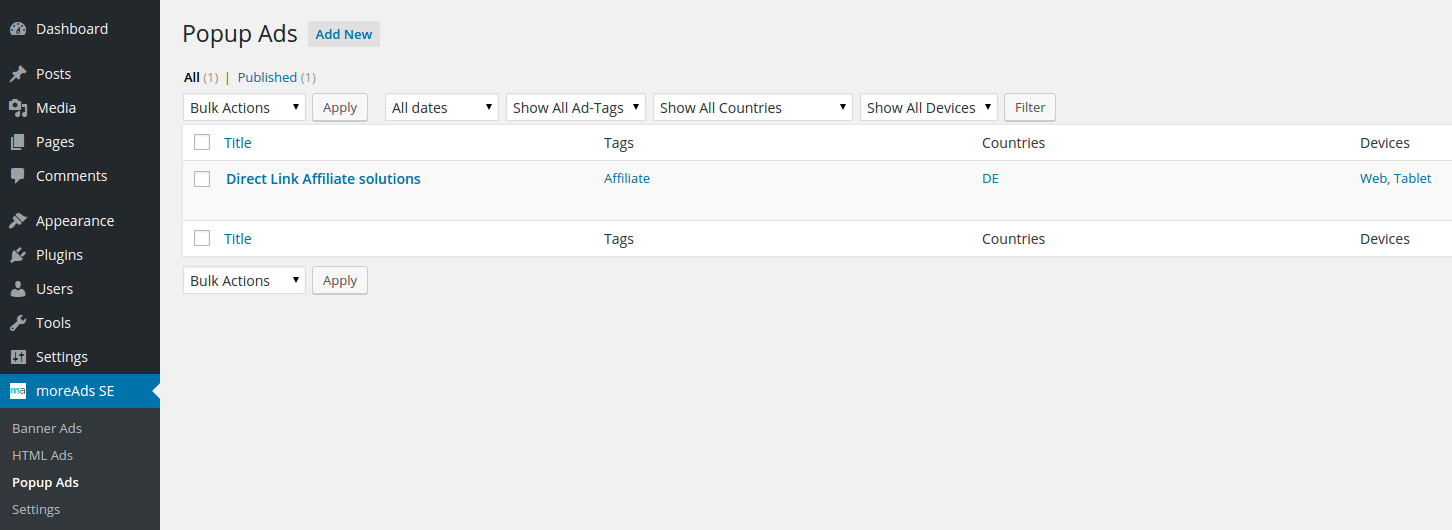 Dashboard
Posts
Media
Pages
Comments
Appearance
Plugins
Users
Tools
Settings
ma moreAds SE
Banner Ads
HTML Ads
Popup Ads
Settings
Popup Ads Add New
All (1) | Published (1)
Bulk Actions Apply All dates Show All Ad-Tags Show All Countries Show All Devices Filter
Title Tags Countries Devices
Direct Link Affiliate solutions Affiliate DE Web, Tablet
Title Tags Countries Devices
Bulk Actions Apply